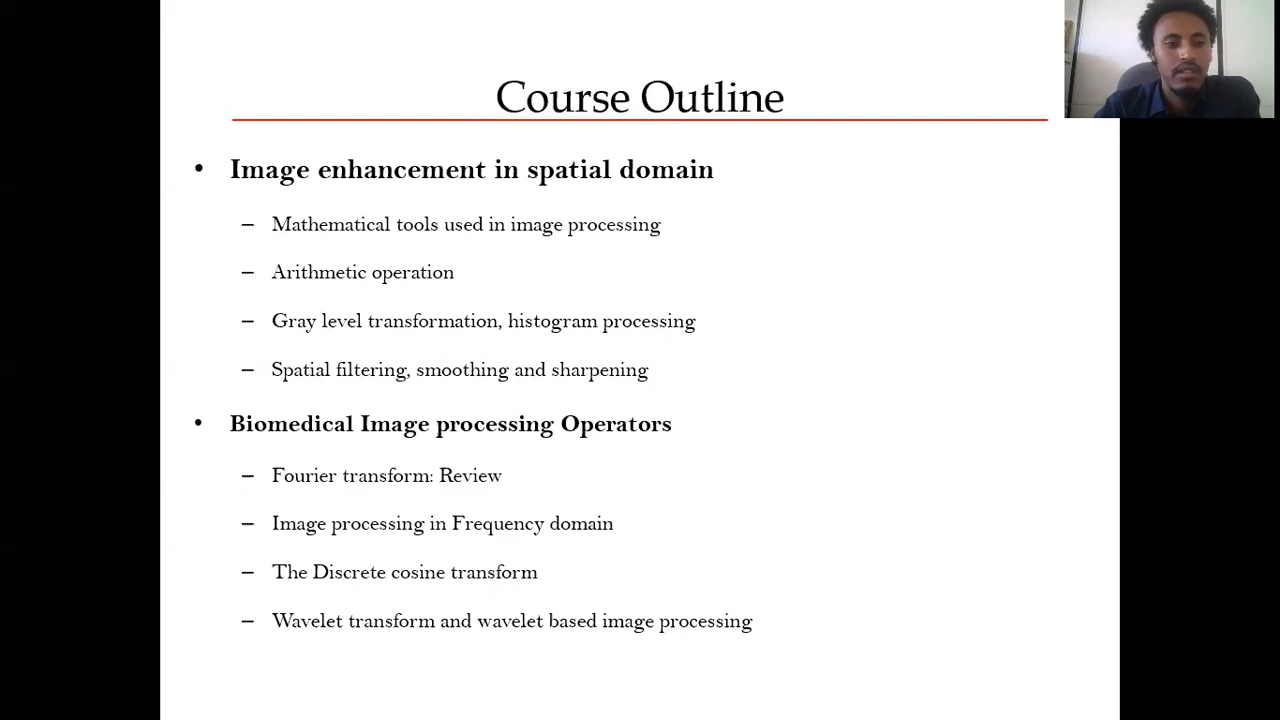 Course Outline
• Image enhancement in spatial domain
– Mathematical tools used in image processing
– Arithmetic operation
– Gray level transformation, histogram processing
– Spatial filtering, smoothing and sharpening
• Biomedical Image processing Operators
– Fourier transform: Review
– Image processing in Frequency domain
– The Discrete cosine transform
– Wavelet transform and wavelet based image processing